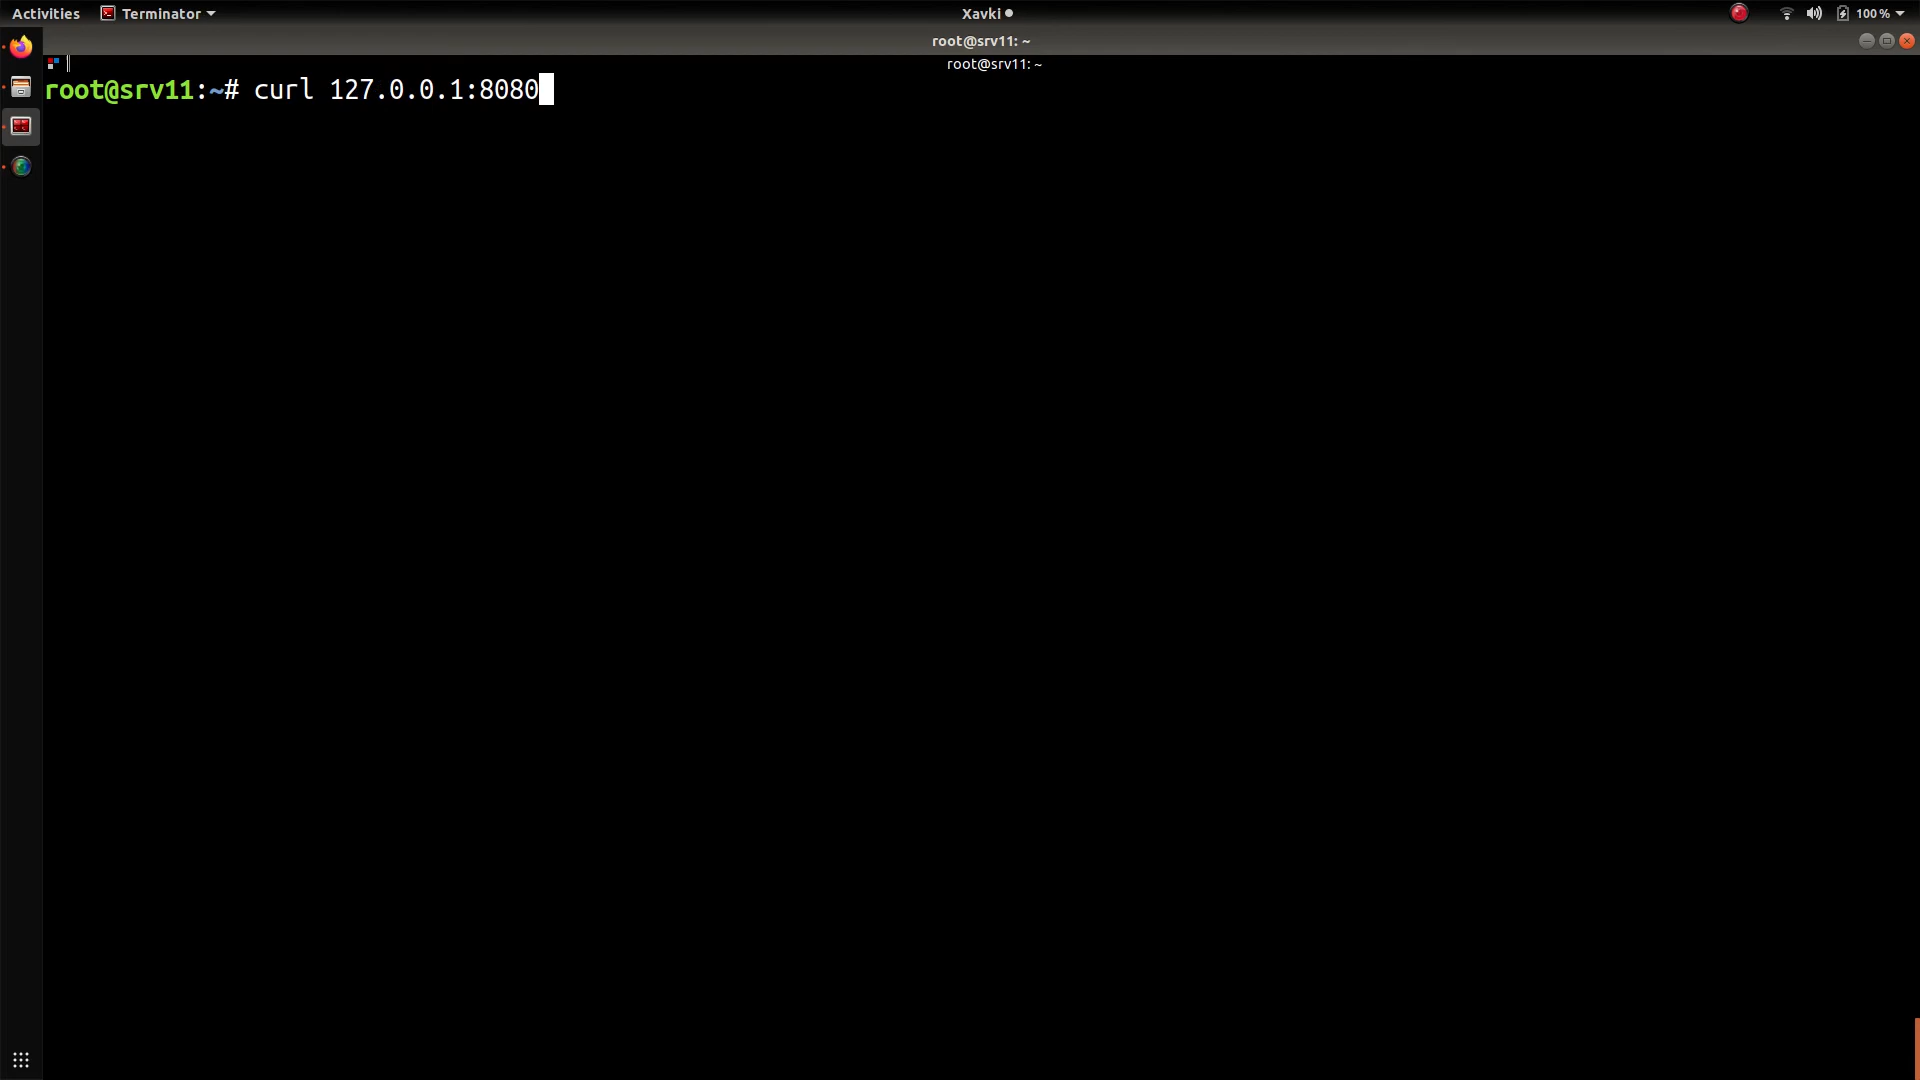 Activities Terminator Xavki 100 %
root@srv11: ~
root@srv11: ~
root@srv11:~# curl 127.0.0.1:8080